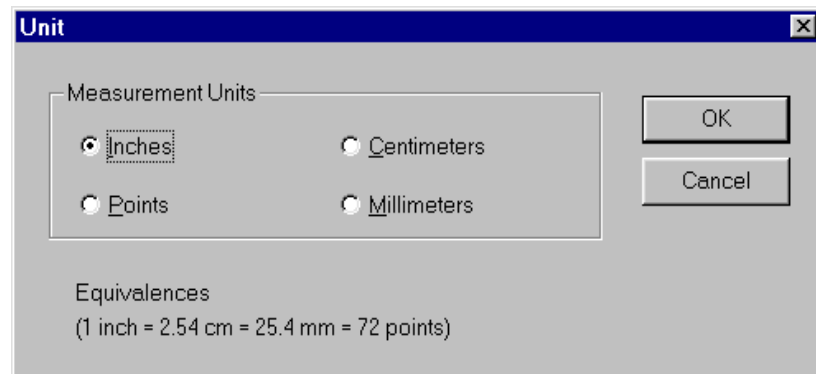 Unit
Measurement Units
Inches
Centimeters
OK
Points
Millimeters
Cancel
Equivalences
(1 inch = 2.54 cm = 25.4 mm = 72 points)